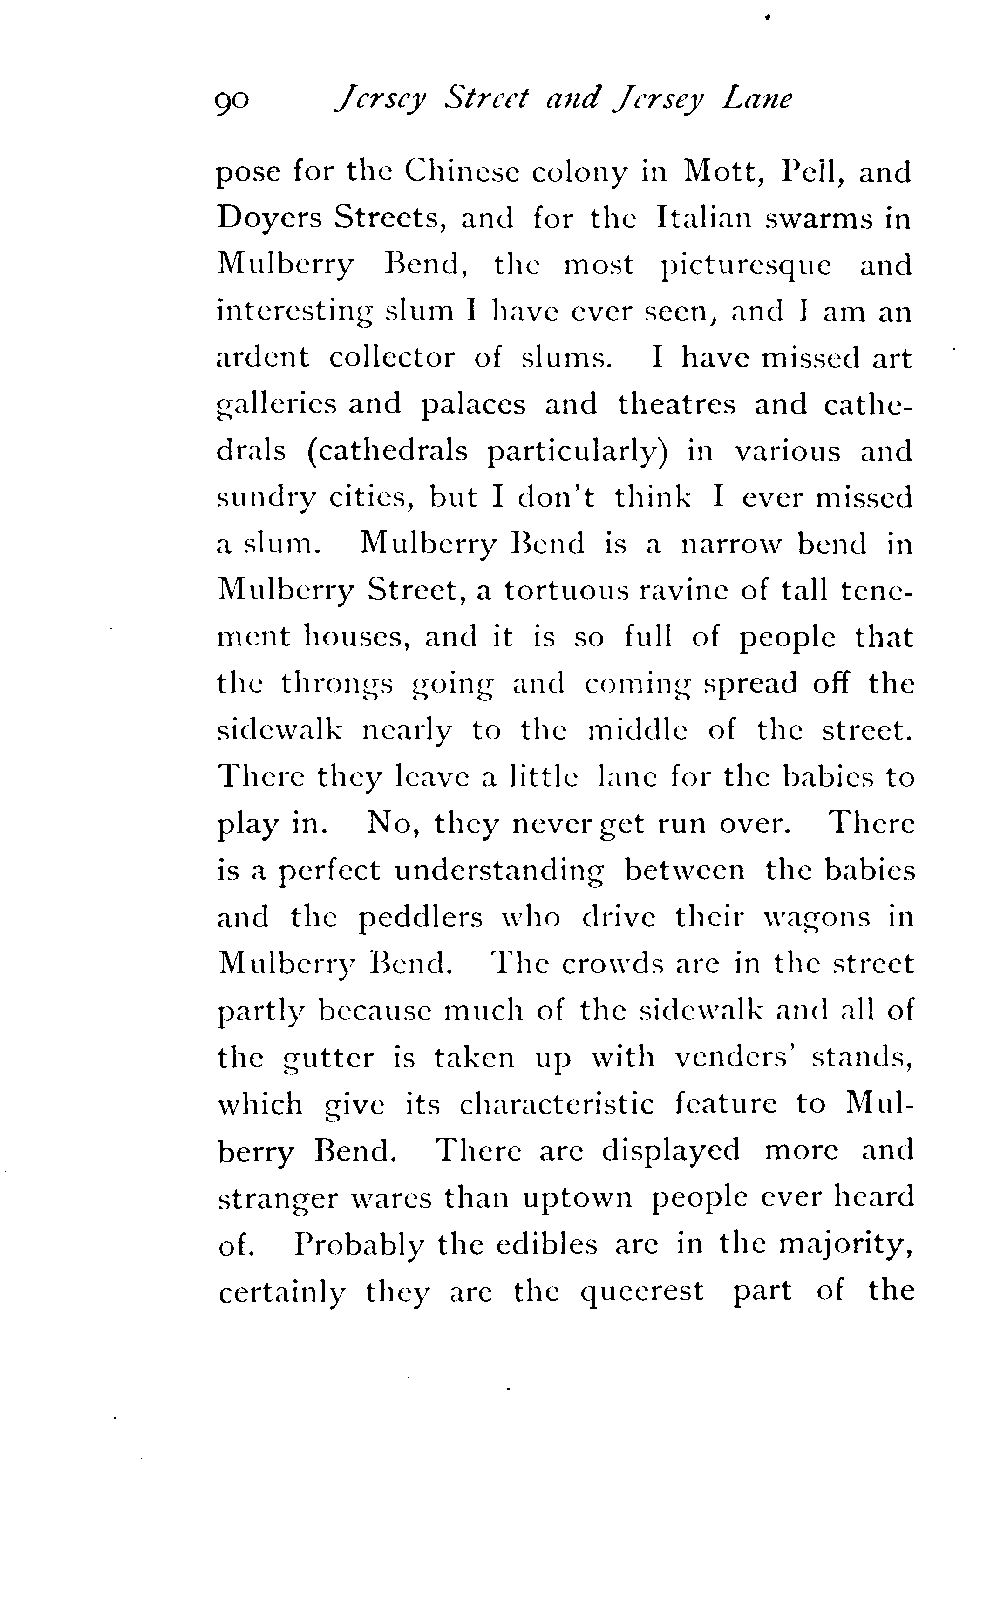 90 Jersey Street and Jersey Lane
pose for the Chinese colony in Mott, Pell, and
Doyers Streets, and for the Italian swarms in
Mulberry Bend, the most picturesque and
interesting slum I have ever seen, and I am an
ardent collector of slums. I have missed art
galleries and palaces and theatres and cathe-
drals (cathedrals particularly) in various and
sundry cities, but I don't think I ever missed
a slum. Mulberry Bend is a narrow bend in
Mulberry Street, a tortuous ravine of tall tene-
ment houses, and it is so full of people that
the throngs going and coming spread off the
sidewalk nearly to the middle of the street.
There they leave a little lane for the babies to
play in. No, they never get run over. There
is a perfect understanding between the babies
and the peddlers who drive their wagons in
Mulberry Bend. The crowds are in the street
partly because much of the sidewalk and all of
the gutter is taken up with venders' stands,
which give its characteristic feature to Mul-
berry Bend. There are displayed more and
stranger wares than uptown people ever heard
of. Probably the edibles are in the majority,
certainly they are the queerest part of the